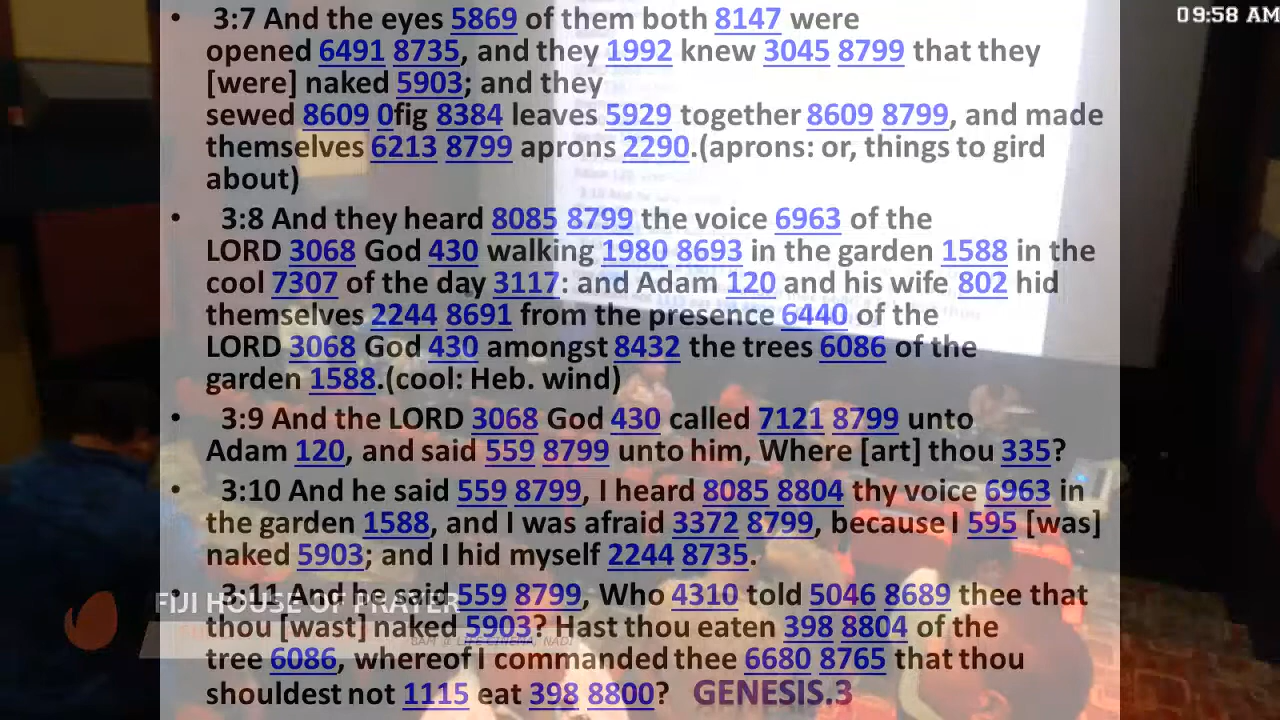 09:58 AM
• 3:7 And the eyes 5869 of them both 8147 were
opened 6491 8735, and they 1992 knew 3045 8799 that they
[were] naked 5903; and they
sewed 8609 0fig 8384 leaves 5929 together 8609 8799, and made
themselves 6213 8799 aprons 2290.(aprons: or, things to gird
about)
• 3:8 And they heard 8085 8799 the voice 6963 of the
LORD 3068 God 430 walking 1980 8693 in the garden 1588 in the
cool 7307 of the day 3117: and Adam 120 and his wife 802 hid
themselves 2244 8691 from the presence 6440 of the
LORD 3068 God 430 amongst 8432 the trees 6086 of the
garden 1588.(cool: Heb. wind)
• 3:9 And the LORD 3068 God 430 called 7121 8799 unto
Adam 120, and said 559 8799 unto him, Where [art] thou 335?
• 3:10 And he said 559 8799, I heard 8085 8804 thy voice 6963 in
the garden 1588, and I was afraid 3372 8799, because I 595 [was]
naked 5903; and I hid myself 2244 8735.
• 3:11 And he said 559 8799, Who 4310 told 5046 8689 thee that
thou [wast] naked 5903? Hast thou eaten 398 8804 of the
tree 6086, whereof I commanded thee 6680 8765 that thou
shouldest not 1115 eat 398 8800? GENESIS.3
FIJI HOUSE OF PRAYER
CINEMA, NADI